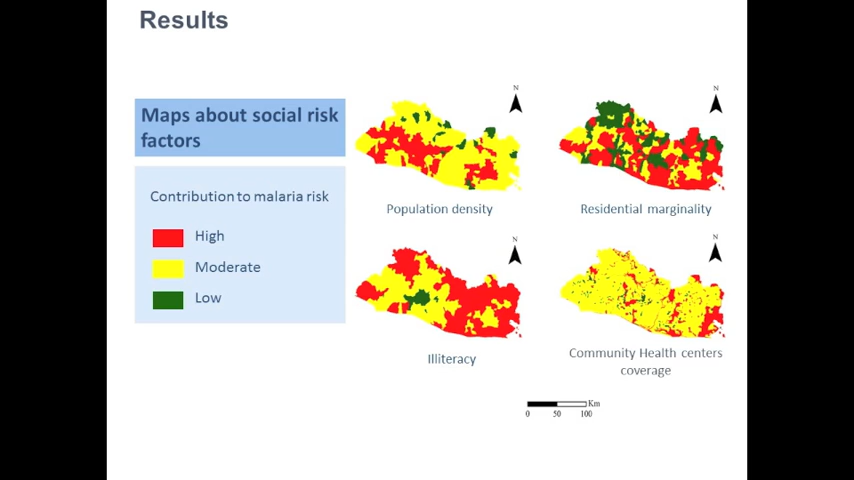 Results
Maps about social risk
factors
Contribution to malaria risk
High
Moderate
Low
N
N
Population density
Residential marginality
N
N
Illiteracy
Community Health centers
coverage
Km
0 50 100